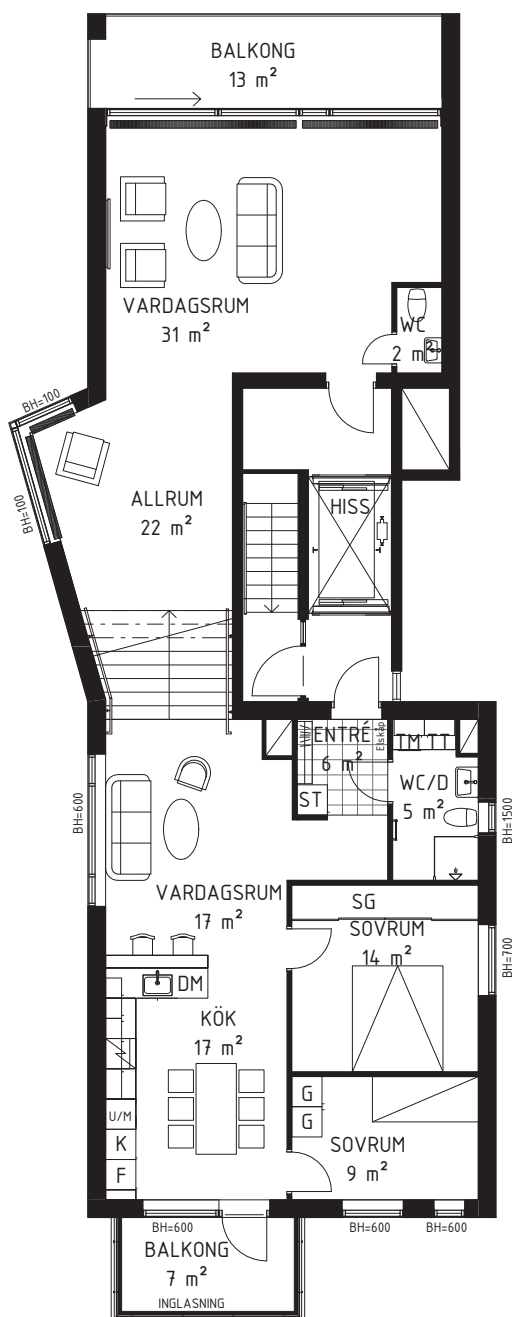 BALKONG
13 m²
VARDAGSRUM
31 m²
WC
2 m²
BH=100
BH=100
ALLRUM
22 m²
HISS
ENTRÉ
6 m²
Elskåp
ST
TM TT
WC/D
5 m²
BH=600
BH=1500
VARDAGSRUM
17 m²
SG
SOVRUM
14 m²
BH=700
DM
KÖK
17 m²
U/M
K
F
G
G
SOVRUM
9 m²
BH=600
BH=600
BH=600
BALKONG
7 m²
INGLASNING